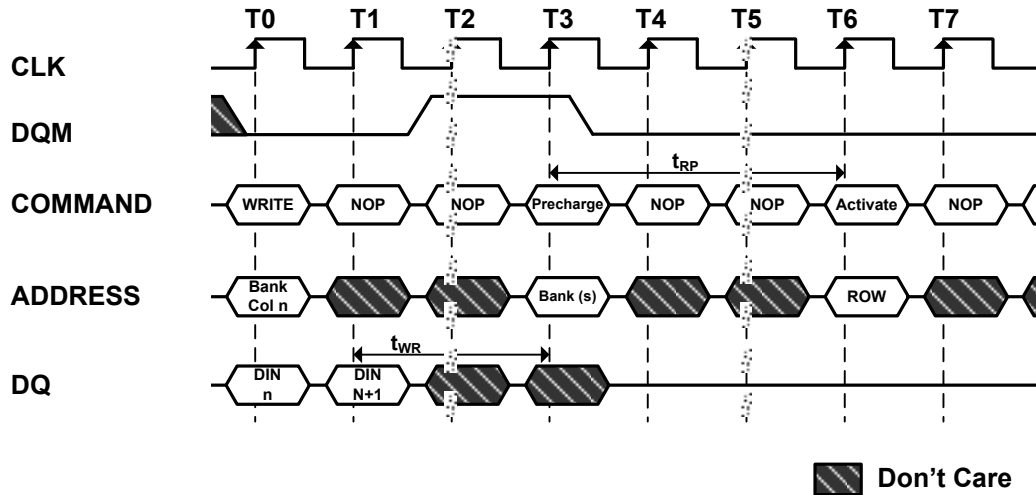 T0 T1 T2 T3 T4 T5 T6 T7
CLK
DQM
tRP
COMMAND WRITE NOP NOP Precharge NOP NOP Activate NOP
ADDRESS Bank Col n Bank (s) ROW
tWR
DQ DIN n DIN N+1
Don't Care